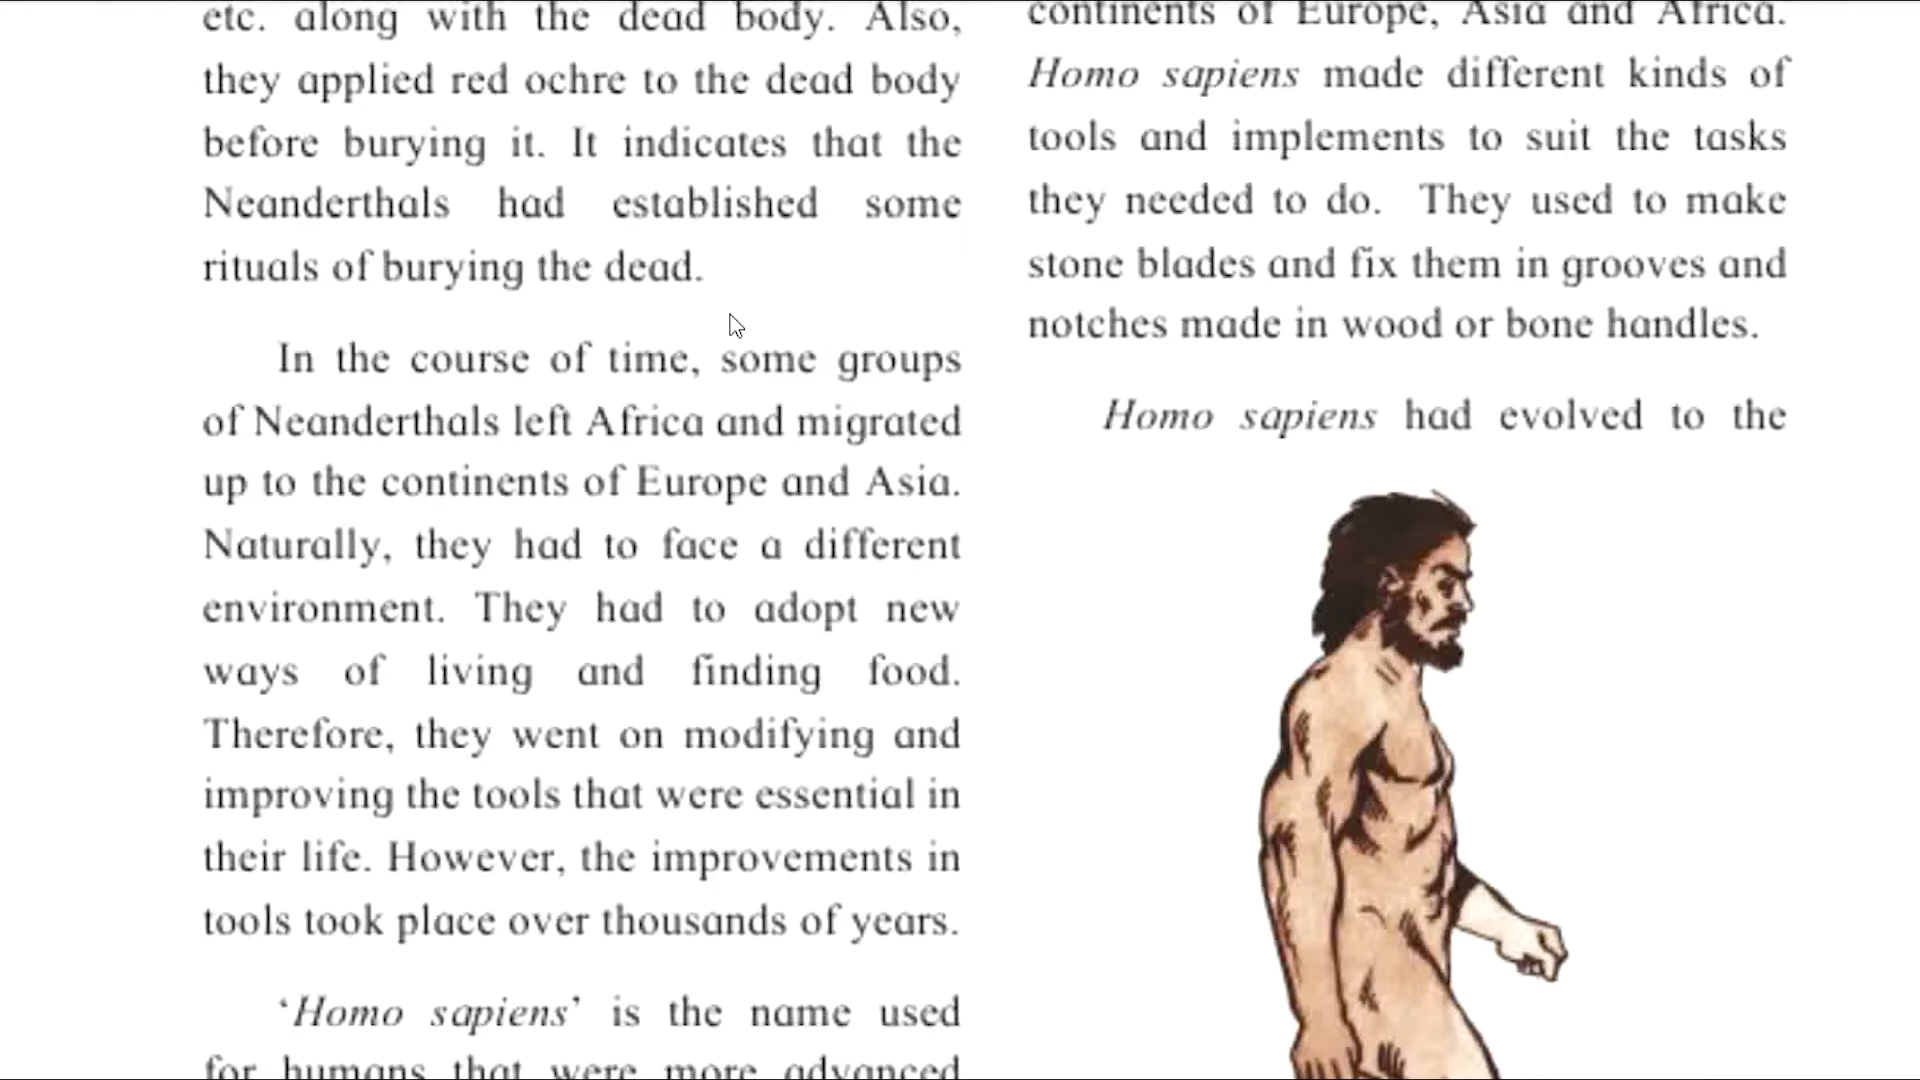 etc. along with the dead body. Also,
they applied red ochre to the dead body
before burying it. It indicates that the
Neanderthals had established some
rituals of burying the dead.
In the course of time, some groups
of Neanderthals left Africa and migrated
up to the continents of Europe and Asia.
Naturally, they had to face a different
environment. They had to adopt new
ways of living and finding food.
Therefore, they went on modifying and
improving the tools that were essential in
their life. However, the improvements in
tools took place over thousands of years.
‘Homo sapiens’ is the name used
for humans that were more advanced
continents of Europe, Asia and Africa.
Homo sapiens made different kinds of
tools and implements to suit the tasks
they needed to do. They used to make
stone blades and fix them in grooves and
notches made in wood or bone handles.
Homo sapiens had evolved to the